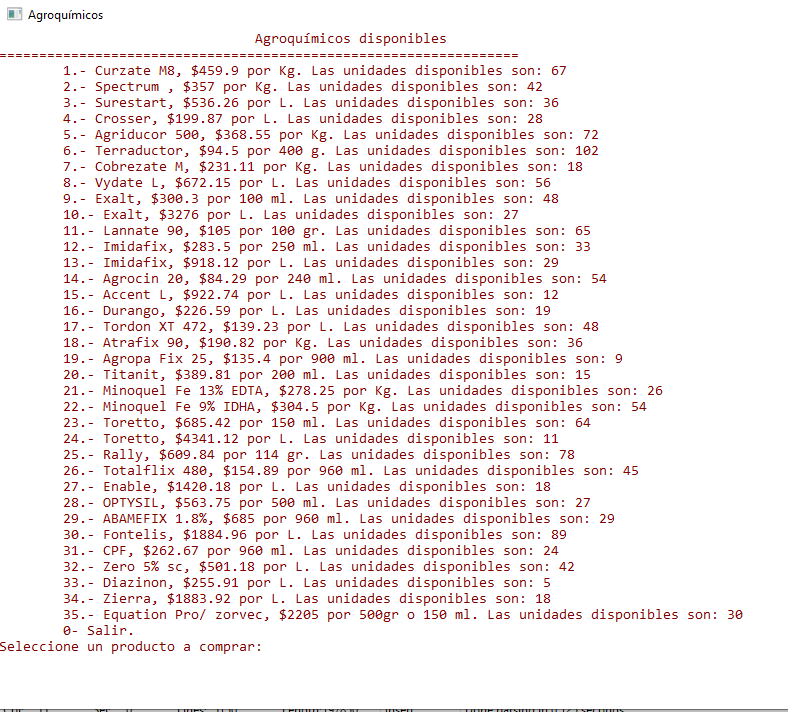 Agroquímicos
Agroquímicos disponibles
=================================================================
1.- Curzate M8, $459.9 por Kg. Las unidades disponibles son: 67
2.- Spectrum , $357 por Kg. Las unidades disponibles son: 42
3.- Surestart, $536.26 por L. Las unidades disponibles son: 36
4.- Crosser, $199.87 por L. Las unidades disponibles son: 28
5.- Agriducor 500, $368.55 por Kg. Las unidades disponibles son: 72
6.- Terraductor, $94.5 por 400 g. Las unidades disponibles son: 102
7.- Cobrezate M, $231.11 por Kg. Las unidades disponibles son: 18
8.- Vydate L, $672.15 por L. Las unidades disponibles son: 56
9.- Exalt, $300.3 por 100 ml. Las unidades disponibles son: 48
10.- Exalt, $3276 por L. Las unidades disponibles son: 27
11.- Lannate 90, $105 por 100 gr. Las unidades disponibles son: 65
12.- Imidafix, $283.5 por 250 ml. Las unidades disponibles son: 33
13.- Imidafix, $918.12 por L. Las unidades disponibles son: 29
14.- Agrocin 20, $84.29 por 240 ml. Las unidades disponibles son: 54
15.- Accent L, $922.74 por L. Las unidades disponibles son: 12
16.- Durango, $226.59 por L. Las unidades disponibles son: 19
17.- Tordon XT 472, $139.23 por L. Las unidades disponibles son: 48
18.- Atrafix 90, $190.82 por Kg. Las unidades disponibles son: 36
19.- Agropa Fix 25, $135.4 por 900 ml. Las unidades disponibles son: 9
20.- Titanit, $389.81 por 200 ml. Las unidades disponibles son: 15
21.- Minoquel Fe 13% EDTA, $278.25 por Kg. Las unidades disponibles son: 26
22.- Minoquel Fe 9% IDHA, $304.5 por Kg. Las unidades disponibles son: 54
23.- Toretto, $685.42 por 150 ml. Las unidades disponibles son: 64
24.- Toretto, $4341.12 por L. Las unidades disponibles son: 11
25.- Rally, $609.84 por 114 gr. Las unidades disponibles son: 78
26.- Totalflix 480, $154.89 por 960 ml. Las unidades disponibles son: 45
27.- Enable, $1420.18 por L. Las unidades disponibles son: 18
28.- OPTYSIL, $563.75 por 500 ml. Las unidades disponibles son: 27
29.- ABAMEFIX 1.8%, $685 por 960 ml. Las unidades disponibles son: 29
30.- Fontelis, $1884.96 por L. Las unidades disponibles son: 89
31.- CPF, $262.67 por 960 ml. Las unidades disponibles son: 24
32.- Zero 5% sc, $501.18 por L. Las unidades disponibles son: 42
33.- Diazinon, $255.91 por L. Las unidades disponibles son: 5
34.- Zierra, $1883.92 por L. Las unidades disponibles son: 18
35.- Equation Pro/ zorvec, $2205 por 500gr o 150 ml. Las unidades disponibles son: 30
0- Salir.
Seleccione un producto a comprar: